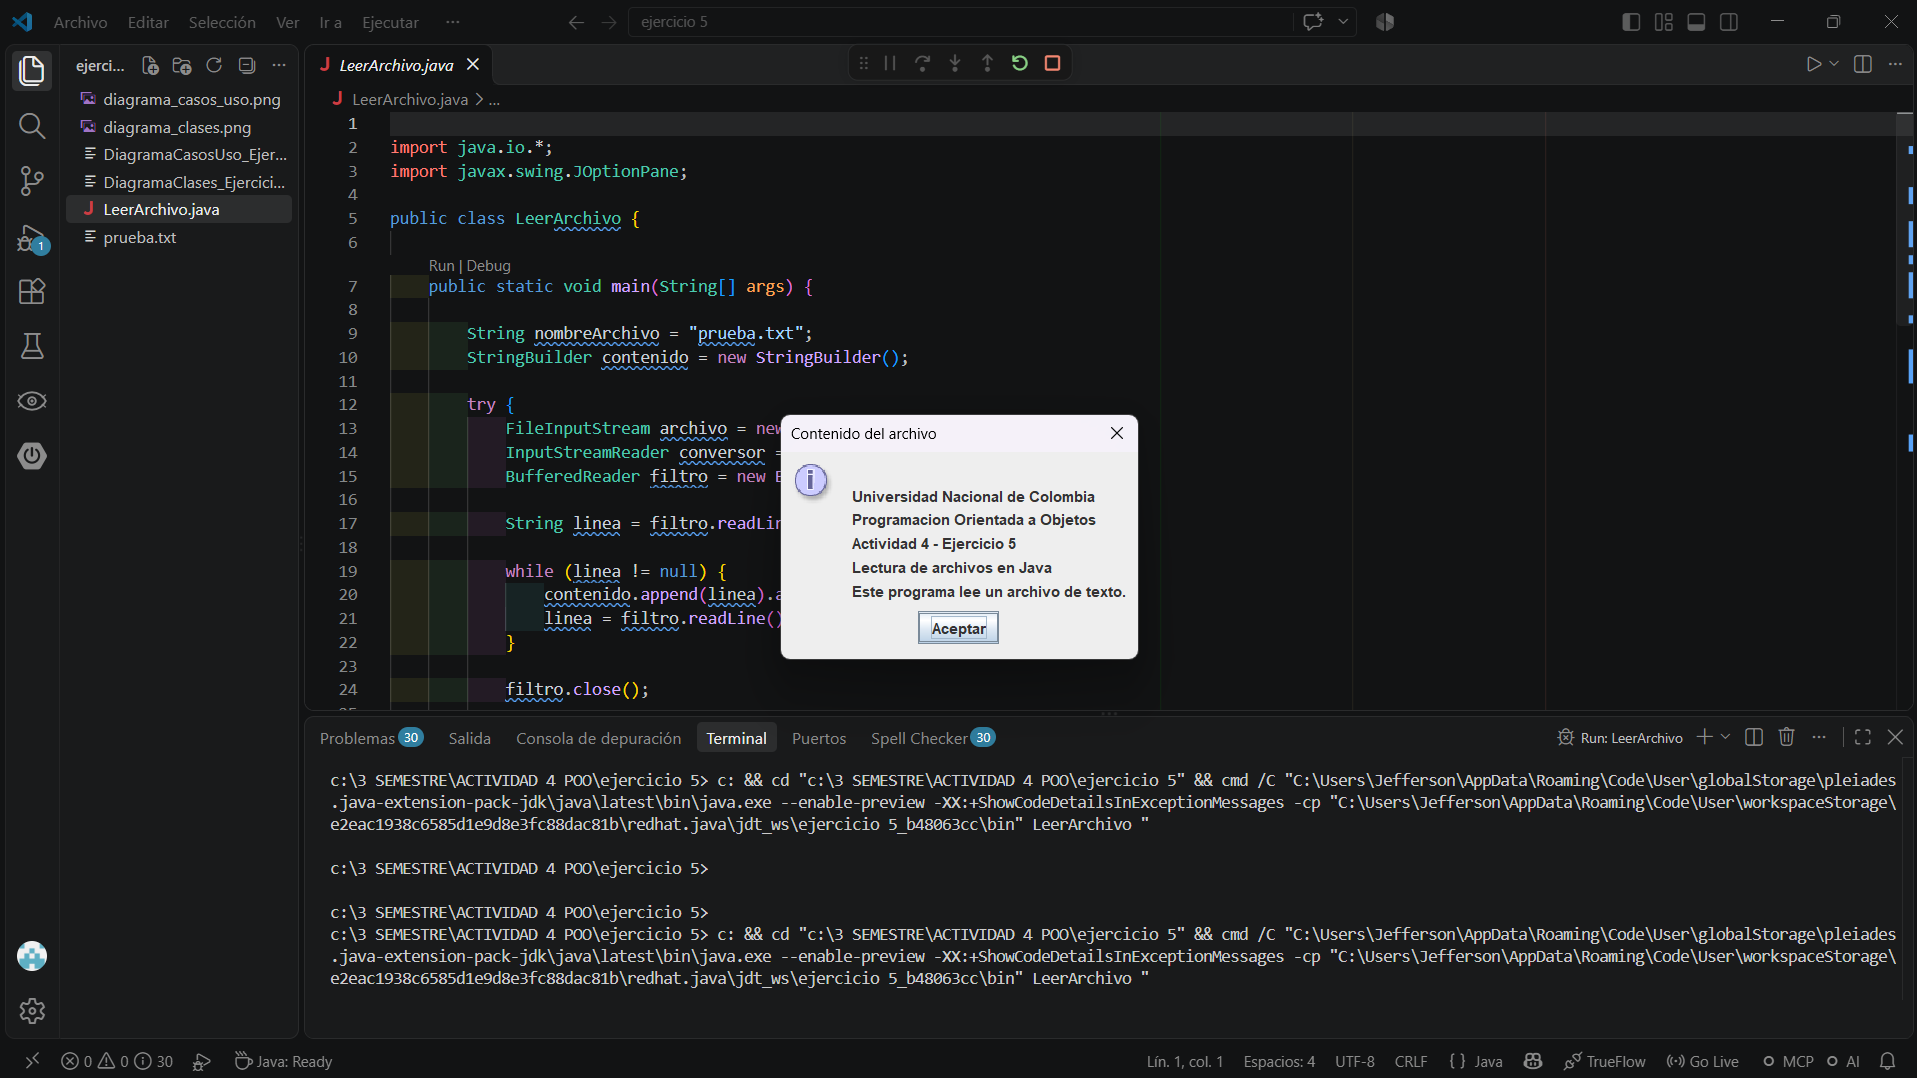 Archivo Editar Selección Ver Ir a Ejecutar ...
ejercicio 5
ejerci...
diagrama_casos_uso.png
diagrama_clases.png
DiagramaCasosUso_Ejer...
DiagramaClases_Ejercici...
LeerArchivo.java
prueba.txt
1
LeerArchivo.java
LeerArchivo.java > ...
1
2 import java.io.*;
3 import javax.swing.JOptionPane;
4
5 public class LeerArchivo {
6
Run | Debug
7 public static void main(String[] args) {
8
9 String nombreArchivo = "prueba.txt";
10 StringBuilder contenido = new StringBuilder();
11
12 try {
13 FileInputStream archivo = new
14 InputStreamReader conversor =
15 BufferedReader filtro = new
16
17 String linea = filtro.readLin
18
19 while (linea != null) {
20 contenido.append(linea).a
21 linea = filtro.readLine()
22 }
23
24 filtro.close();
Contenido del archivo
Universidad Nacional de Colombia
Programacion Orientada a Objetos
Actividad 4 - Ejercicio 5
Lectura de archivos en Java
Este programa lee un archivo de texto.
Aceptar
Problemas 30 Salida Consola de depuración Terminal Puertos Spell Checker 30
Run: LeerArchivo
c:\3 SEMESTRE\ACTIVIDAD 4 POO\ejercicio 5> c: && cd "c:\3 SEMESTRE\ACTIVIDAD 4 POO\ejercicio 5" && cmd /C "C:\Users\Jefferson\AppData\Roaming\Code\User\globalStorage\pleiades
.java-extension-pack-jdk\java\latest\bin\java.exe --enable-preview -XX:+ShowCodeDetailsInExceptionMessages -cp "C:\Users\Jefferson\AppData\Roaming\Code\User\workspaceStorage\
e2eac1938c6585d1e9d8e3fc88dac81b\redhat.java\jdt_ws\ejercicio 5_b48063cc\bin" LeerArchivo "
c:\3 SEMESTRE\ACTIVIDAD 4 POO\ejercicio 5>
c:\3 SEMESTRE\ACTIVIDAD 4 POO\ejercicio 5>
c:\3 SEMESTRE\ACTIVIDAD 4 POO\ejercicio 5> c: && cd "c:\3 SEMESTRE\ACTIVIDAD 4 POO\ejercicio 5" && cmd /C "C:\Users\Jefferson\AppData\Roaming\Code\User\globalStorage\pleiades
.java-extension-pack-jdk\java\latest\bin\java.exe --enable-preview -XX:+ShowCodeDetailsInExceptionMessages -cp "C:\Users\Jefferson\AppData\Roaming\Code\User\workspaceStorage\
e2eac1938c6585d1e9d8e3fc88dac81b\redhat.java\jdt_ws\ejercicio 5_b48063cc\bin" LeerArchivo "
0 0 30 Java: Ready
Lín. 1, col. 1 Espacios: 4 UTF-8 CRLF {} Java TrueFlow Go Live MCP AI